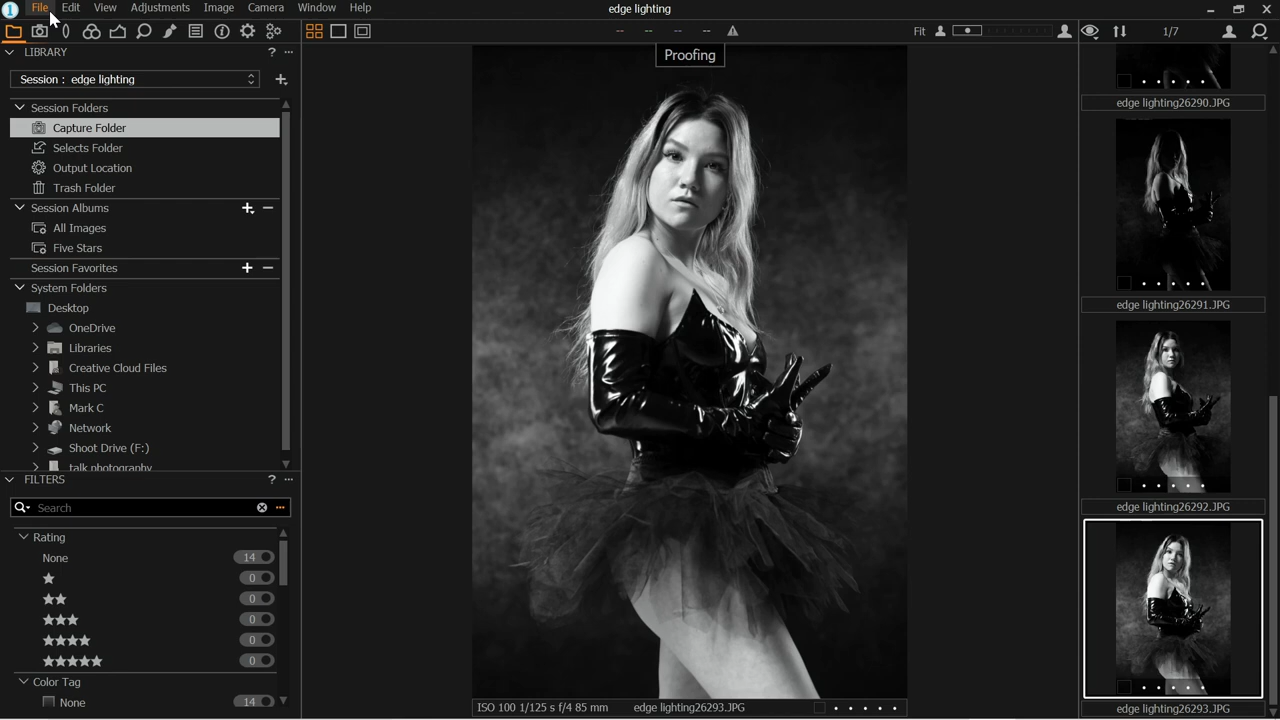 File Edit View Adjustments Image Camera Window Help
edge lighting
Fit
1/7
Proofing
LIBRARY ? ...
Session : edge lighting
Session Folders
Capture Folder
Selects Folder
Output Location
Trash Folder
Session Albums
All Images
Five Stars
Session Favorites
System Folders
Desktop
OneDrive
Libraries
Creative Cloud Files
This PC
Mark C
Network
Shoot Drive (F:)
talk photography
FILTERS ? ...
Search
Rating
None 14
0
0
0
0
0
Color Tag
None 14
ISO 100 1/125 s f/4 85 mm
edge lighting26293.JPG
edge lighting26290.JPG
edge lighting26291.JPG
edge lighting26292.JPG
edge lighting26293.JPG